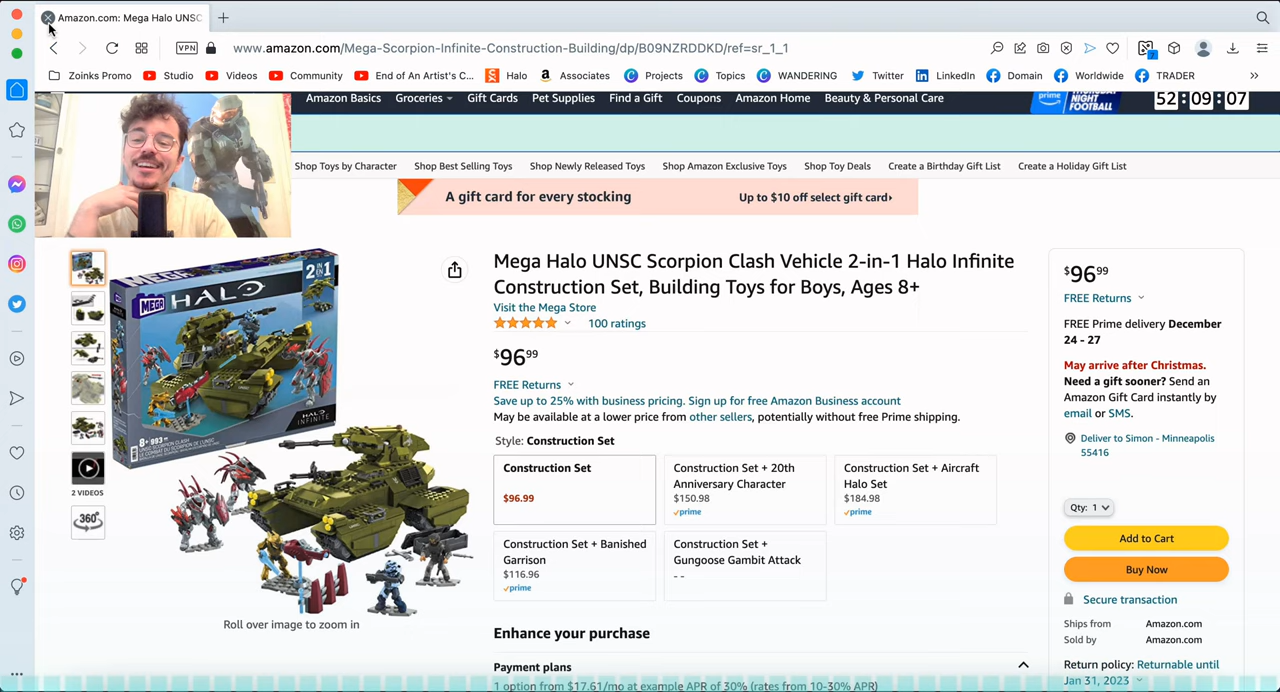 Amazon.com: Mega Halo UNSC
VPN
www.amazon.com/Mega-Scorpion-Infinite-Construction-Building/dp/B09NZRDDKD/ref=sr_1_1
Zoinks Promo Studio Videos Community End of An Artist's C... Halo Associates Projects Topics WANDERING Twitter LinkedIn Domain Worldwide TRADER
Amazon Basics Groceries Gift Cards Pet Supplies Find a Gift Coupons Amazon Home Beauty & Personal Care prime NIGHT FOOTBALL 52:09:07
Shop Toys by Character Shop Best Selling Toys Shop Newly Released Toys Shop Amazon Exclusive Toys Shop Toy Deals Create a Birthday Gift List Create a Holiday Gift List
A gift card for every stocking Up to $10 off select gift card›
MEGA HALO 2 in 1
HALO
INFINITE
8+ 993
2 VIDEOS
360°
Roll over image to zoom in
Mega Halo UNSC Scorpion Clash Vehicle 2-in-1 Halo Infinite
Construction Set, Building Toys for Boys, Ages 8+
Visit the Mega Store
100 ratings
$96.99
FREE Returns
Save up to 25% with business pricing. Sign up for free Amazon Business account
May be available at a lower price from other sellers, potentially without free Prime shipping.
Style: Construction Set
Construction Set
$96.99
Construction Set + 20th
Anniversary Character
$150.98
prime
Construction Set + Aircraft
Halo Set
$184.98
prime
Construction Set + Banished
Garrison
$116.96
prime
Construction Set +
Gungoose Gambit Attack
- -
Enhance your purchase
Payment plans
1 option from $17.61/mo at example APR of 30% (rates from 10-30% APR)
$96.99
FREE Returns
FREE Prime delivery December
24 - 27
May arrive after Christmas.
Need a gift sooner? Send an
Amazon Gift Card instantly by
email or SMS.
Deliver to Simon - Minneapolis
55416
Qty: 1
Add to Cart
Buy Now
Secure transaction
Ships from Amazon.com
Sold by Amazon.com
Return policy: Returnable until
Jan 31, 2023